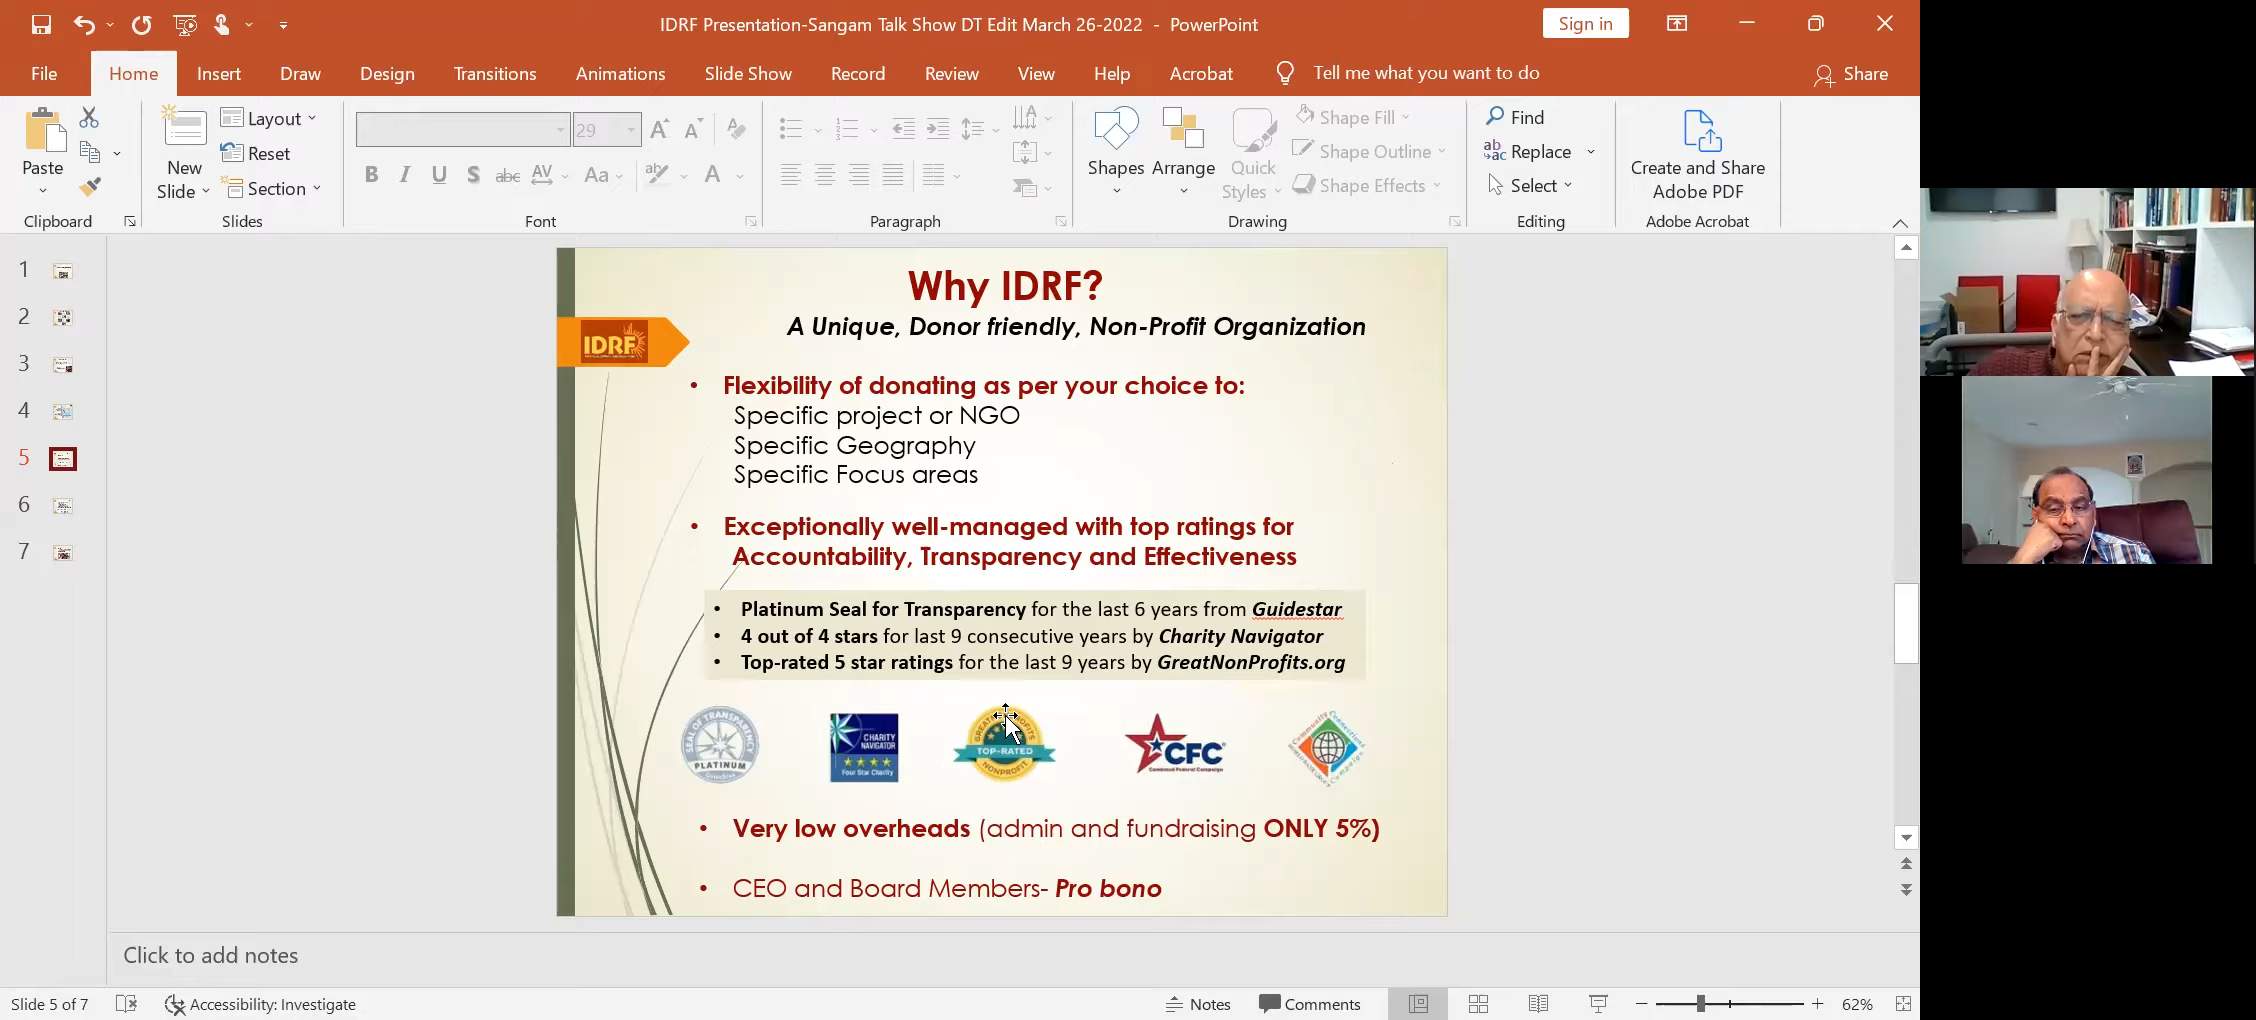 IDRF Presentation-Sangam Talk Show DT Edit March 26-2022 - PowerPoint
Sign in
File Home Insert Draw Design Transitions Animations Slide Show Record Review View Help Acrobat Tell me what you want to do Share
Paste
Clipboard
New
Slide
Layout
Reset
Section
Slides
29
Font
Paragraph
Shapes
Arrange
Quick
Styles
Shape Fill
Shape Outline
Shape Effects
Drawing
Find
Replace
Select
Editing
Create and Share
Adobe PDF
Adobe Acrobat
1
2
3
4
5
6
7
Why IDRF?
A Unique, Donor friendly, Non-Profit Organization
IDRF
• Flexibility of donating as per your choice to:
Specific project or NGO
Specific Geography
Specific Focus areas
• Exceptionally well-managed with top ratings for
Accountability, Transparency and Effectiveness
• Platinum Seal for Transparency for the last 6 years from Guidestar
• 4 out of 4 stars for last 9 consecutive years by Charity Navigator
• Top-rated 5 star ratings for the last 9 years by GreatNonProfits.org
SEAL OF TRANSPARENCY
PLATINUM
CHARITY
NAVIGATOR
Four Star Charity
TOP-RATED
NONPROFIT
CFC
Combined Federal Campaign
• Very low overheads (admin and fundraising ONLY 5%)
• CEO and Board Members- Pro bono
Click to add notes
Slide 5 of 7
Accessibility: Investigate
Notes
Comments
62%